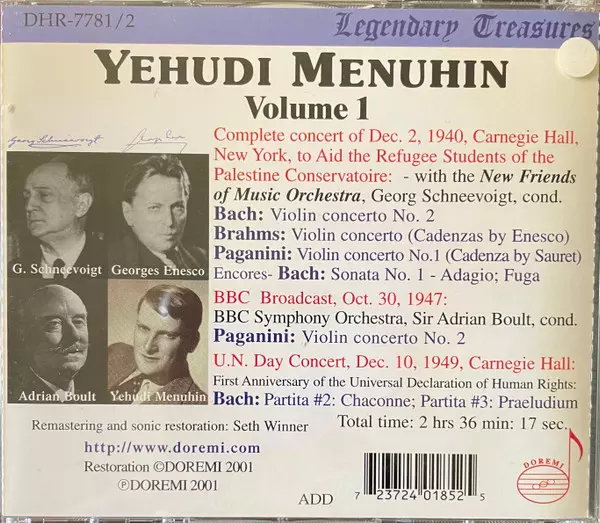 DHR-7781/2
Legendary Treasures
YEHUDI MENUHIN
Volume 1
Complete concert of Dec. 2, 1940, Carnegie Hall,
New York, to Aid the Refugee Students of the
Palestine Conservatoire: - with the New Friends
of Music Orchestra, Georg Schneevoigt, cond.
Bach: Violin concerto No. 2
Brahms: Violin concerto (Cadenzas by Enesco)
Paganini: Violin concerto No.1 (Cadenza by Sauret)
Encores- Bach: Sonata No. 1 - Adagio; Fuga
BBC Broadcast, Oct. 30, 1947:
BBC Symphony Orchestra, Sir Adrian Boult, cond.
Paganini: Violin concerto No. 2
U.N. Day Concert, Dec. 10, 1949, Carnegie Hall:
First Anniversary of the Universal Declaration of Human Rights:
Bach: Partita #2: Chaconne; Partita #3: Praeludium
Total time: 2 hrs 36 min: 17 sec.
Georg Schneevoigt
G. Schneevoigt
Georges Enesco
Adrian Boult
Yehudi Menuhin
Remastering and sonic restoration: Seth Winner
http://www.doremi.com
Restoration ©DOREMI 2001
℗DOREMI 2001
ADD
7 23724 01852 5
DOREMI